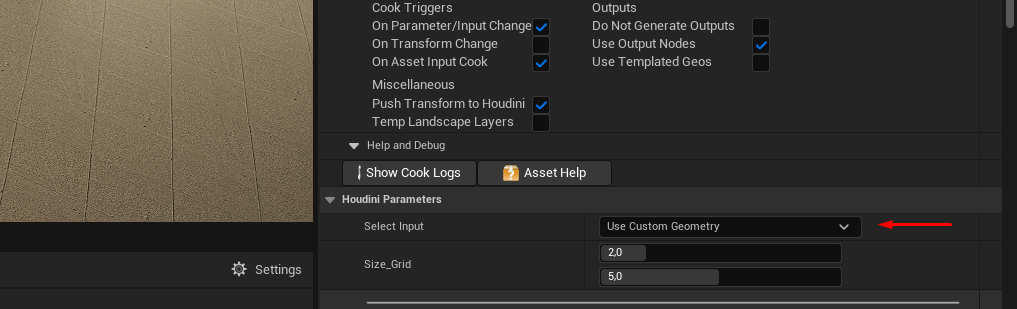 Cook Triggers
Outputs
On Parameter/Input Change
Do Not Generate Outputs
On Transform Change
Use Output Nodes
On Asset Input Cook
Use Templated Geos
Miscellaneous
Push Transform to Houdini
Temp Landscape Layers
Help and Debug
Show Cook Logs
Asset Help
Houdini Parameters
Select Input
Use Custom Geometry
Size_Grid
2,0
5,0
Settings